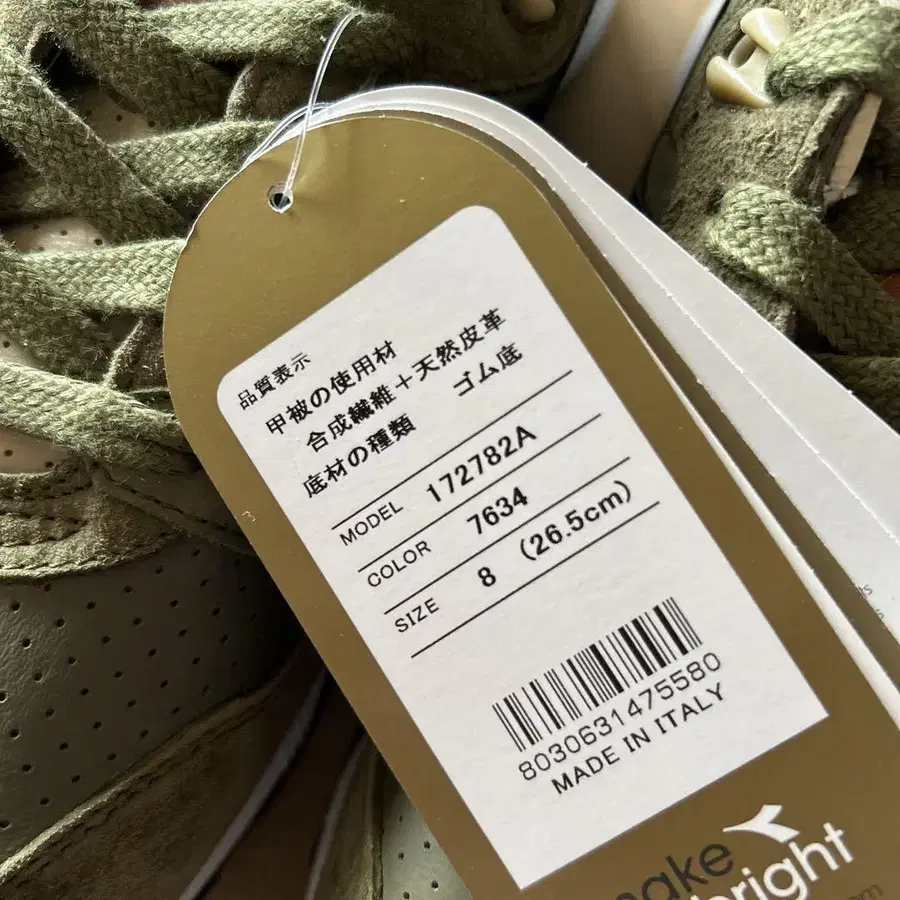 品質表示
甲被の使用材
合成繊維＋天然皮革
底材の種類 ゴム底
MODEL 172782A
COLOR 7634
SIZE 8 (26.5cm)
8030631475580
MADE IN ITALY
bright